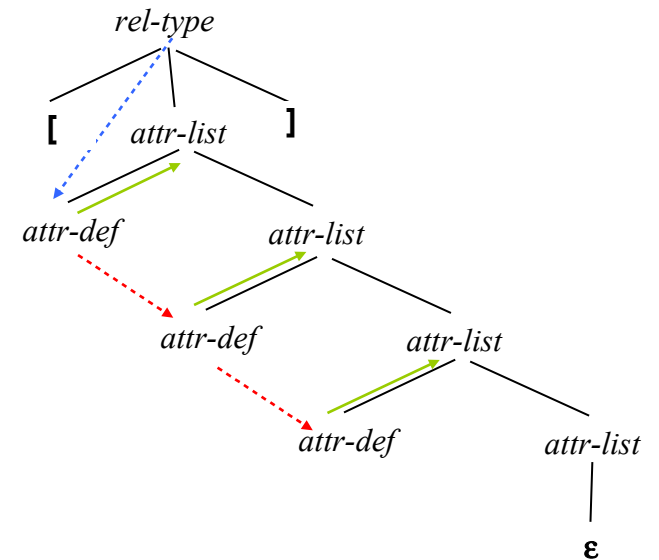 rel-type
[ attr-list ]
attr-def attr-list
attr-def attr-list
attr-def attr-list
ε